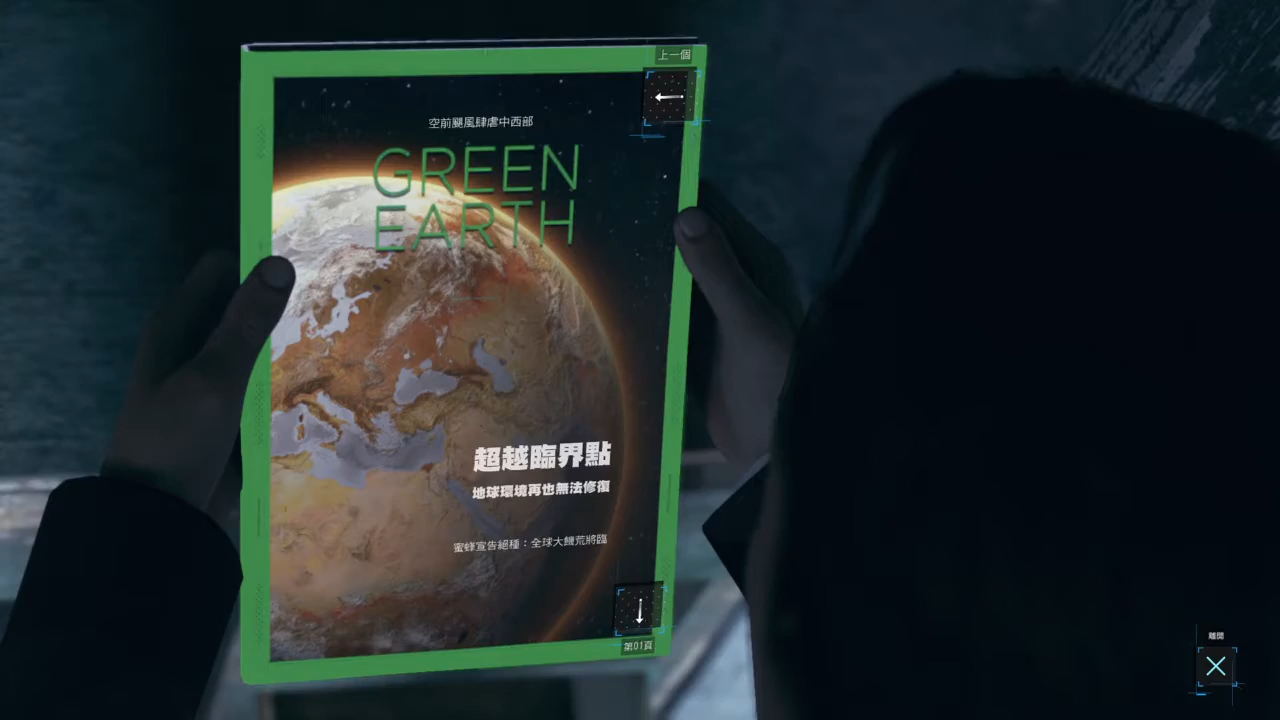 上一個
空前颶風肆虐中西部
GREEN
EARTH
超越臨界點
地球環境再也無法修復
蜜蜂宣告絕種：全球大饑荒將臨
第01頁
離開